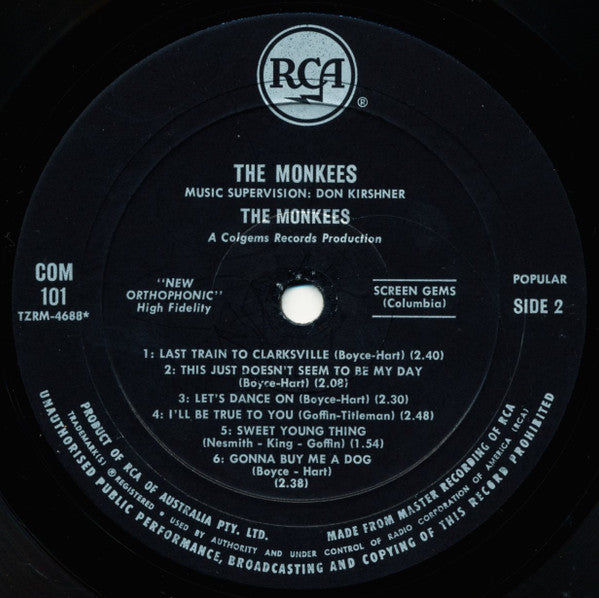 RCA
®
THE MONKEES
MUSIC SUPERVISION: DON KIRSHNER
THE MONKEES
A Colgems Records Production
COM
101
TZRM-4688*
"NEW
ORTHOPHONIC"
High Fidelity
SCREEN GEMS
(Columbia)
POPULAR
SIDE 2
1: LAST TRAIN TO CLARKSVILLE (Boyce-Hart) (2.40)
2: THIS JUST DOESN'T SEEM TO BE MY DAY
(Boyce-Hart) (2.08)
3: LET'S DANCE ON (Boyce-Hart) (2.30)
4: I'LL BE TRUE TO YOU (Goffin-Titleman) (2.48)
5: SWEET YOUNG THING
(Nesmith - King - Goffin) (1.54)
6: GONNA BUY ME A DOG
(Boyce - Hart)
(2.38)
PRODUCT OF RCA OF AUSTRALIA PTY. LTD.
MADE FROM MASTER RECORDING OF RCA
TRADEMARK(S) ® REGISTERED • USED BY AUTHORITY AND UNDER CONTROL OF RADIO CORPORATION OF AMERICA (RCA)
UNAUTHORISED PUBLIC PERFORMANCE, BROADCASTING AND COPYING OF THIS RECORD PROHIBITED